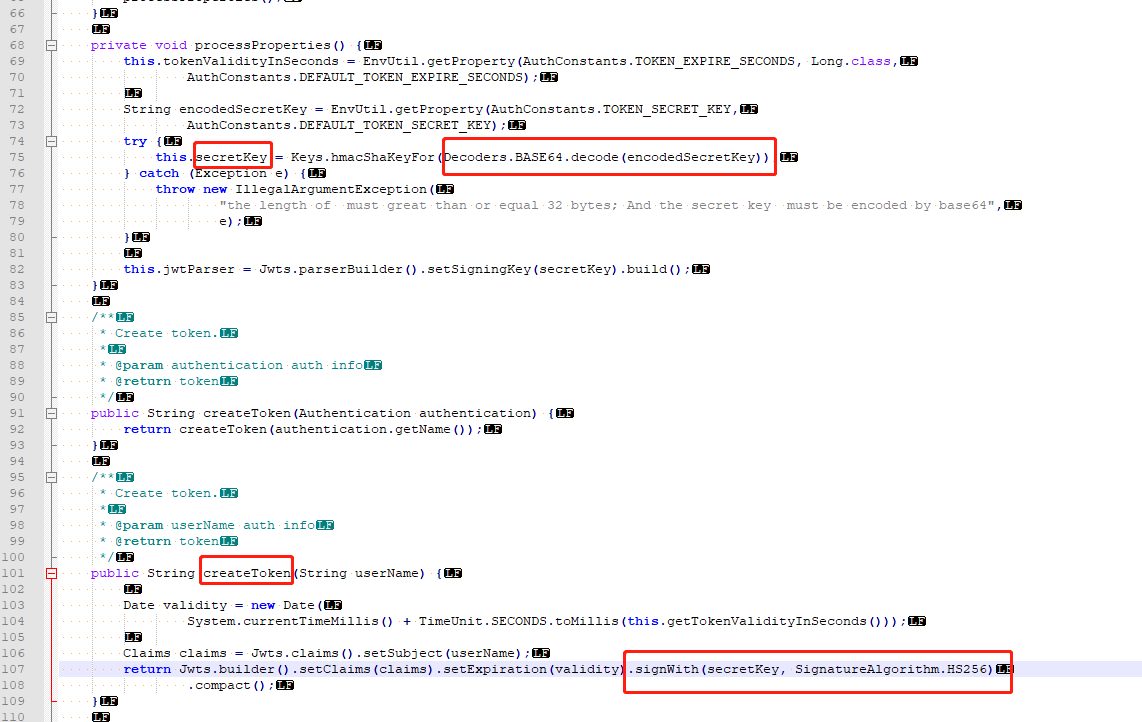 66 }LF
67 LF
68 private void processProperties() {LF
69 this.tokenValidityInSeconds = EnvUtil.getProperty(AuthConstants.TOKEN_EXPIRE_SECONDS, Long.class,LF
70 AuthConstants.DEFAULT_TOKEN_EXPIRE_SECONDS);LF
71 LF
72 String encodedSecretKey = EnvUtil.getProperty(AuthConstants.TOKEN_SECRET_KEY,LF
73 AuthConstants.DEFAULT_TOKEN_SECRET_KEY);LF
74 try {LF
75 this.secretKey = Keys.hmacShaKeyFor(Decoders.BASE64.decode(encodedSecretKey)) LF
76 } catch (Exception e) {LF
77 throw new IllegalArgumentException(LF
78 "the length of  must great than or equal 32 bytes; And the secret key  must be encoded by base64",LF
79 e);LF
80 }LF
81 LF
82 this.jwtParser = Jwts.parserBuilder().setSigningKey(secretKey).build();LF
83 }LF
84 LF
85 /**LF
86 * Create token.LF
87 *LF
88 * @param authentication auth infoLF
89 * @return tokenLF
90 */LF
91 public String createToken(Authentication authentication) {LF
92 return createToken(authentication.getName());LF
93 }LF
94 LF
95 /**LF
96 * Create token.LF
97 *LF
98 * @param userName auth infoLF
99 * @return tokenLF
100 */LF
101 public String createToken(String userName) {LF
102 LF
103 Date validity = new Date(LF
104 System.currentTimeMillis() + TimeUnit.SECONDS.toMillis(this.getTokenValidityInSeconds()));LF
105 LF
106 Claims claims = Jwts.claims().setSubject(userName);LF
107 return Jwts.builder().setClaims(claims).setExpiration(validity).signWith(secretKey, SignatureAlgorithm.HS256)LF
108 .compact();LF
109 }LF
110 LF